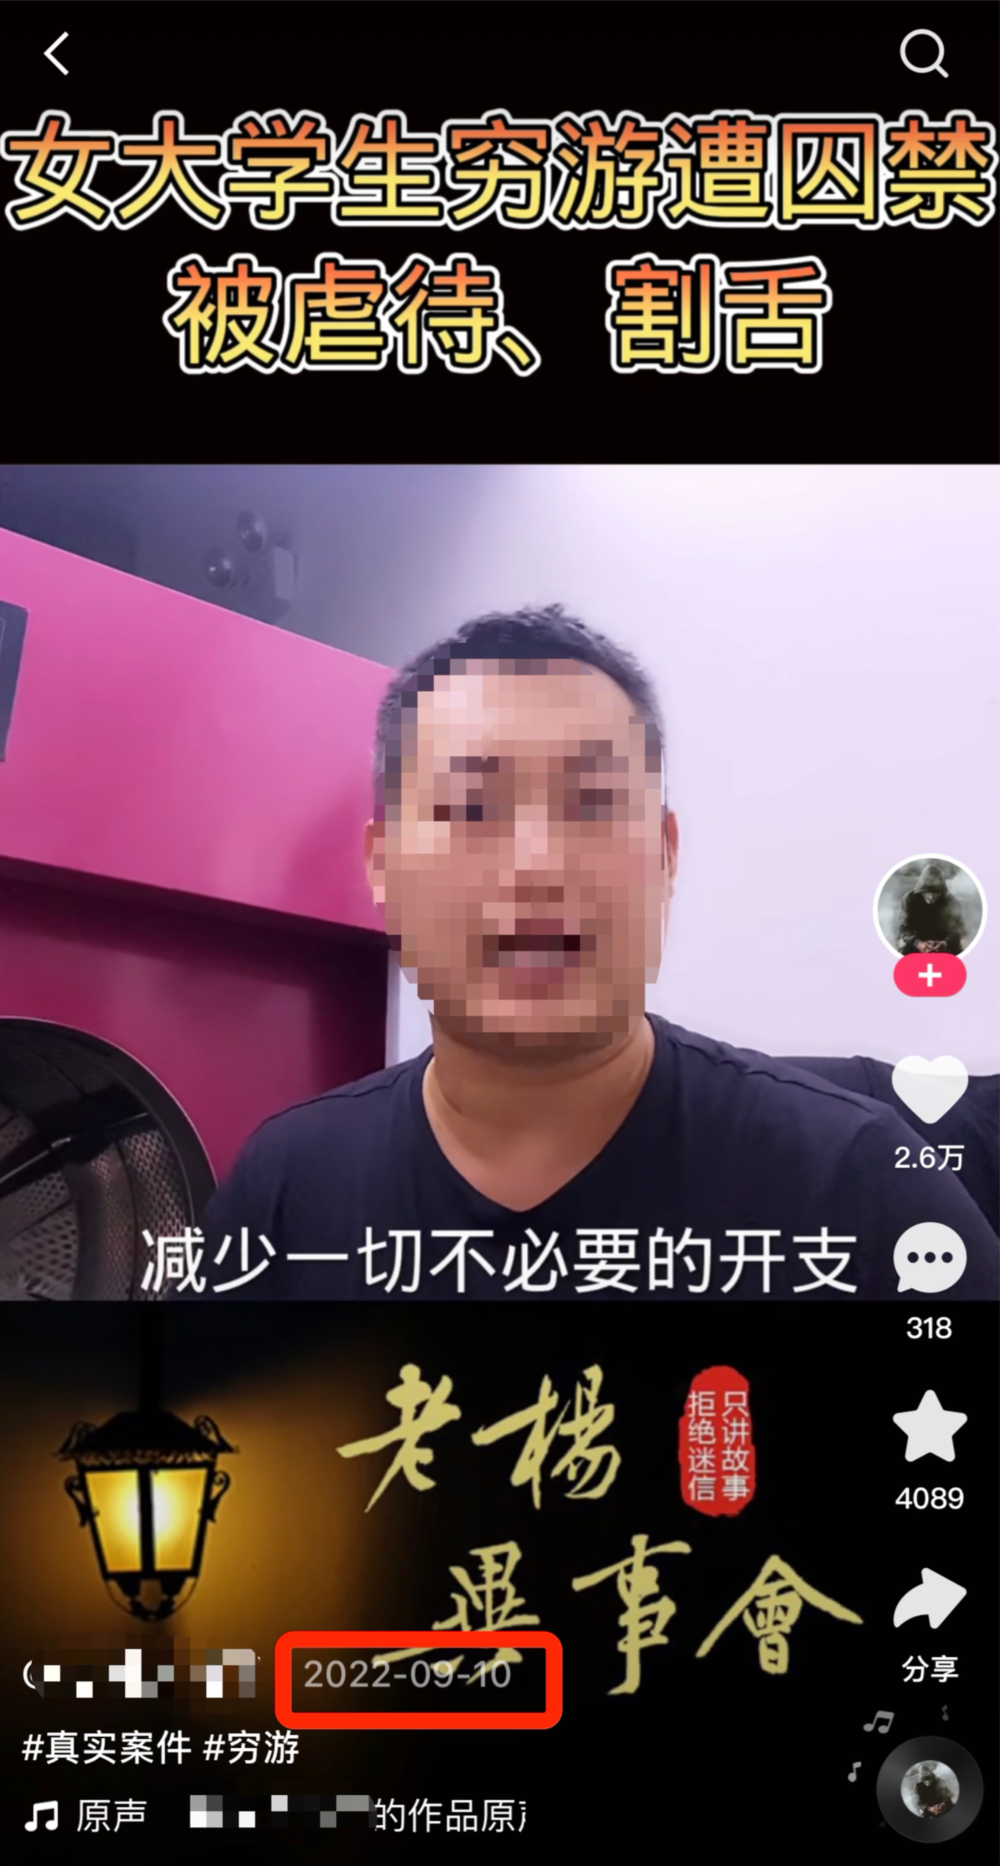 女大学生穷游遭囚禁
被虐待、割舌
2.6万
减少一切不必要的开支
318
老楊
只讲故事
拒绝迷信
4089
異事會
分享
2022-09-10
#真实案件 #穷游
原声
的作品原声